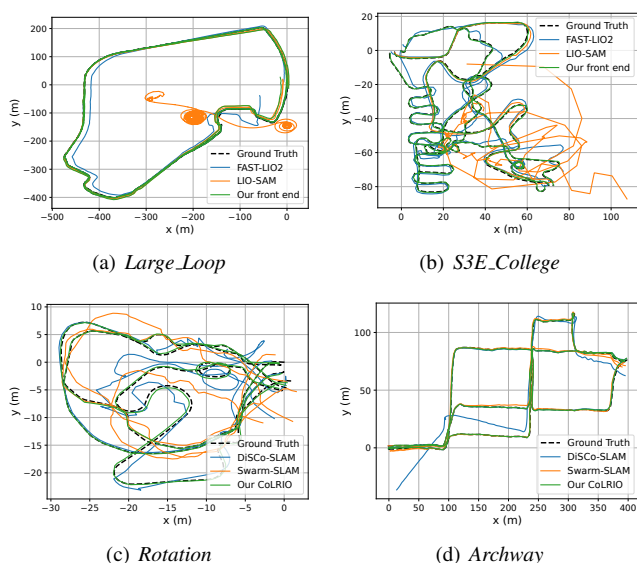 200
100
0
−100
−200
−300
−400
y (m)
Ground Truth
FAST-LIO2
LIO-SAM
Our front end
−500 −400 −300 −200 −100 0
x (m)
(a) Large_Loop
20
0
−20
−40
−60
−80
y (m)
Ground Truth
FAST-LIO2
LIO-SAM
Our front end
0 20 40 60 80 100
x (m)
(b) S3E_College
10
5
0
−5
−10
−15
−20
y (m)
Ground Truth
DiSCo-SLAM
Swarm-SLAM
Our CoLRIO
−30 −25 −20 −15 −10 −5 0
x (m)
(c) Rotation
100
50
0
y (m)
Ground Truth
DiSCo-SLAM
Swarm-SLAM
Our CoLRIO
0 50 100 150 200 250 300 350 400
x (m)
(d) Archway